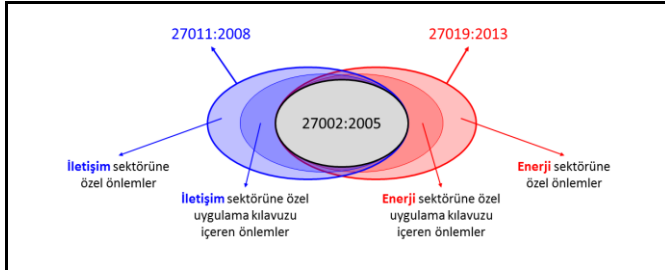 27011:2008
27019:2013
27002:2005
İletişim sektörüne
özel önlemler
İletişim sektörüne özel
uygulama kılavuzu
içeren önlemler
Enerji sektörüne özel
uygulama kılavuzu
içeren önlemler
Enerji sektörüne
özel önlemler